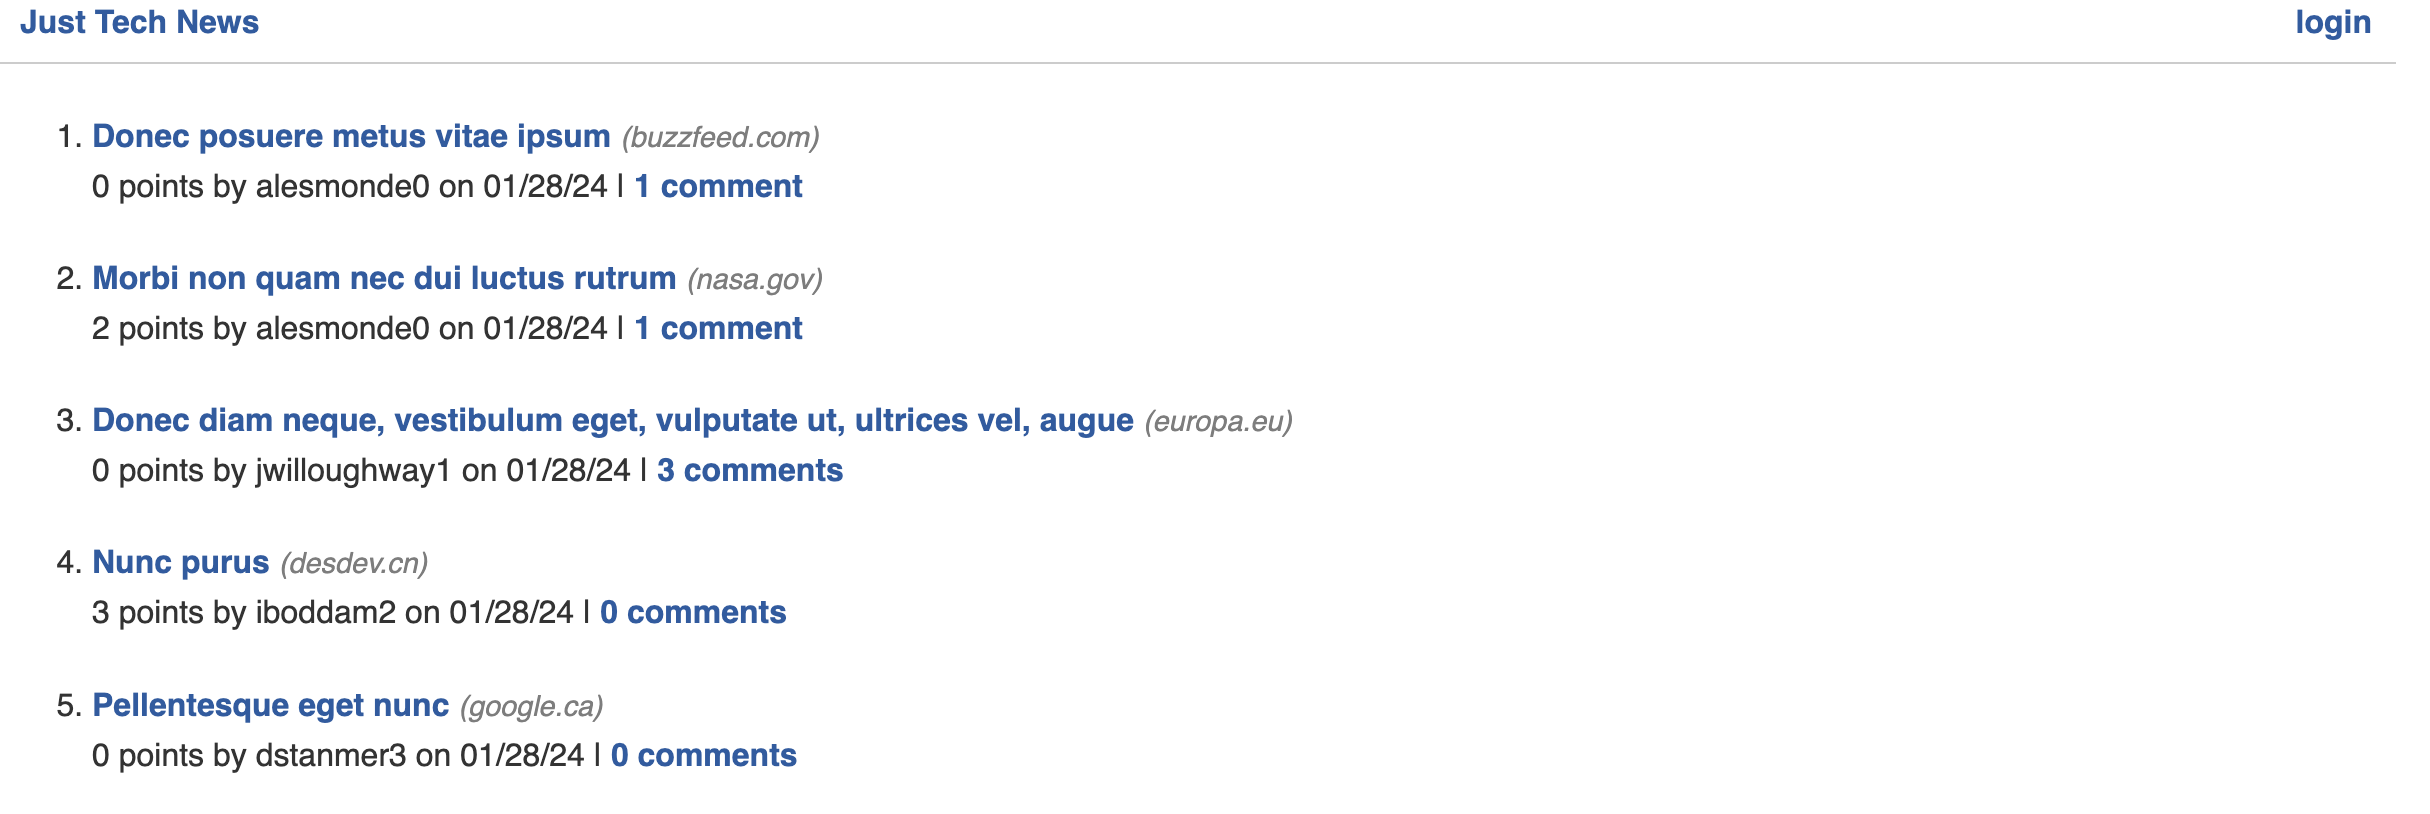 Just Tech News login
1. Donec posuere metus vitae ipsum (buzzfeed.com)
0 points by alesmonde0 on 01/28/24 | 1 comment
2. Morbi non quam nec dui luctus rutrum (nasa.gov)
2 points by alesmonde0 on 01/28/24 | 1 comment
3. Donec diam neque, vestibulum eget, vulputate ut, ultrices vel, augue (europa.eu)
0 points by jwilloughway1 on 01/28/24 | 3 comments
4. Nunc purus (desdev.cn)
3 points by iboddam2 on 01/28/24 | 0 comments
5. Pellentesque eget nunc (google.ca)
0 points by dstanmer3 on 01/28/24 | 0 comments